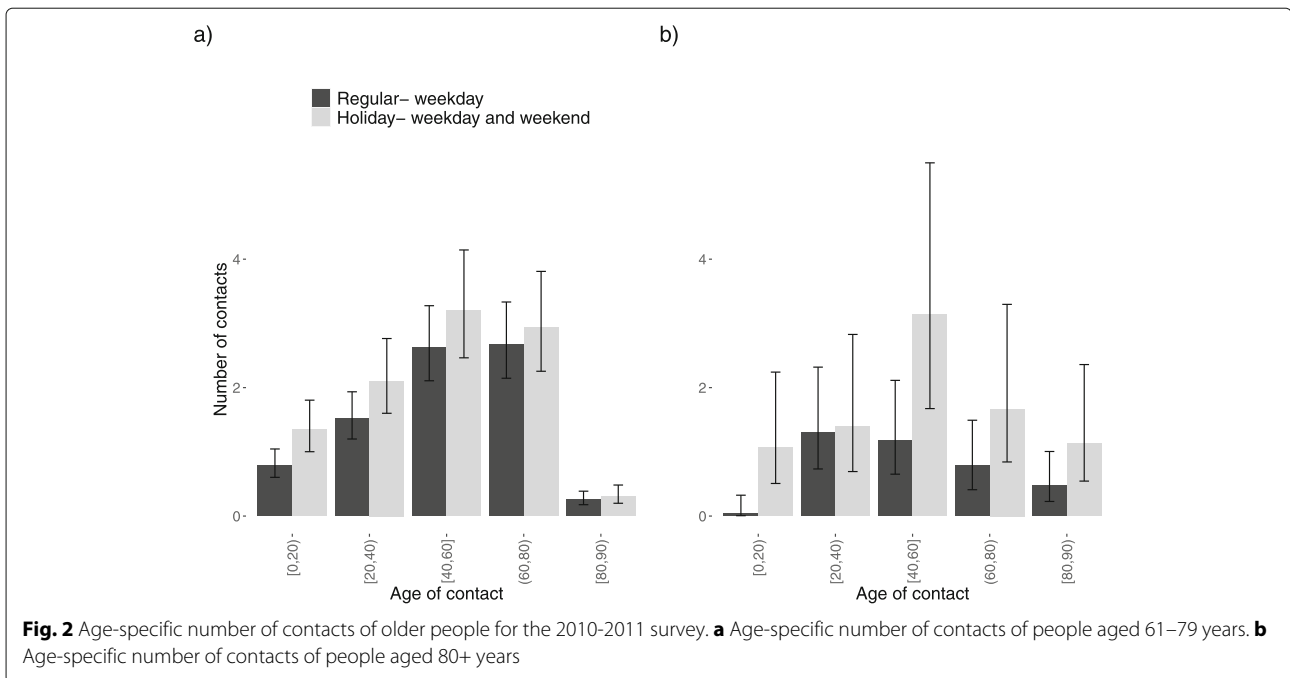 a)
b)
Regular– weekday
Holiday– weekday and weekend
Number of contacts
4
2
0
[0,20)
[20,40)
[40,60]
(60,80)
[80,90)
Age of contact
4
2
0
[0,20)
[20,40)
[40,60]
(60,80)
[80,90)
Age of contact
Fig. 2 Age-specific number of contacts of older people for the 2010-2011 survey. a Age-specific number of contacts of people aged 61–79 years. b
Age-specific number of contacts of people aged 80+ years